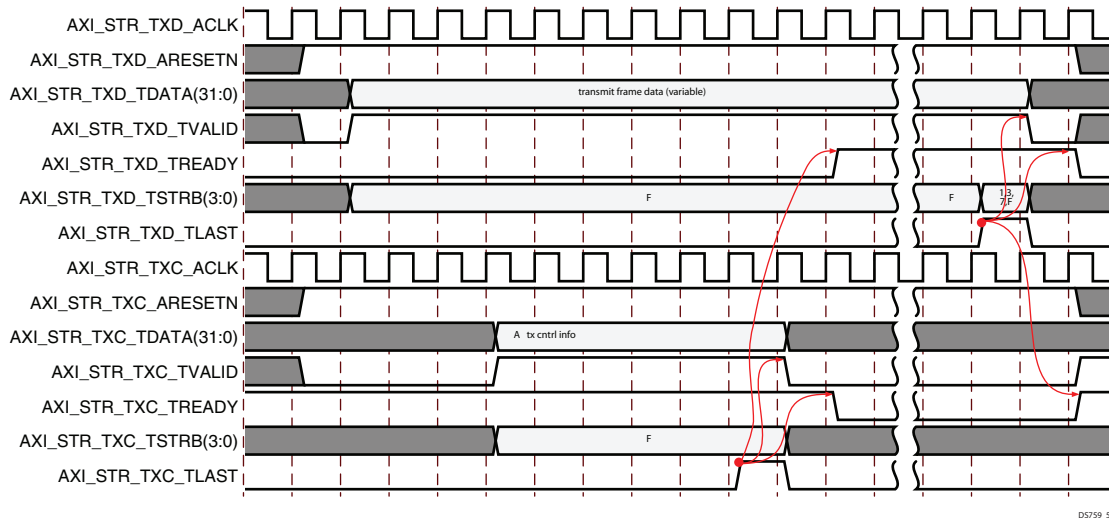 AXI_STR_TXD_ACLK
AXI_STR_TXD_ARESETN
AXI_STR_TXD_TDATA(31:0)
transmit frame data (variable)
AXI_STR_TXD_TVALID
AXI_STR_TXD_TREADY
AXI_STR_TXD_TSTRB(3:0)
F
F
1,3,
7,F
AXI_STR_TXD_TLAST
AXI_STR_TXC_ACLK
AXI_STR_TXC_ARESETN
AXI_STR_TXC_TDATA(31:0)
A tx cntrl info
AXI_STR_TXC_TVALID
AXI_STR_TXC_TREADY
AXI_STR_TXC_TSTRB(3:0)
F
AXI_STR_TXC_TLAST
DS759_5